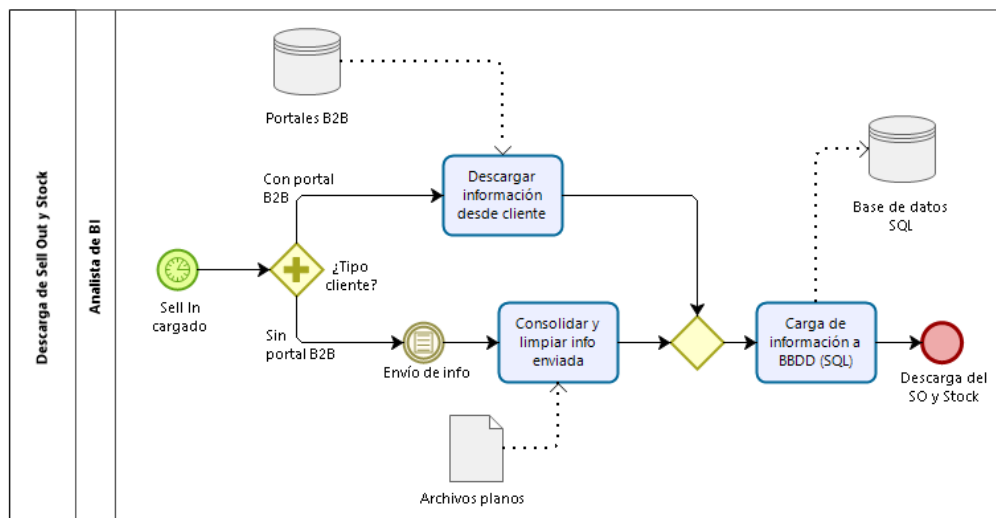 Descarga de Sell Out y Stock
Analista de BI
Portales B2B
Con portal
B2B
Descargar
información
desde cliente
Base de datos
SQL
¿Tipo
cliente?
Sell In
cargado
Sin
portal B2B
Envío de info
Consolidar y
limpiar info
enviada
Carga de
información a
BBDD (SQL)
Descarga del
SO y Stock
Archivos planos